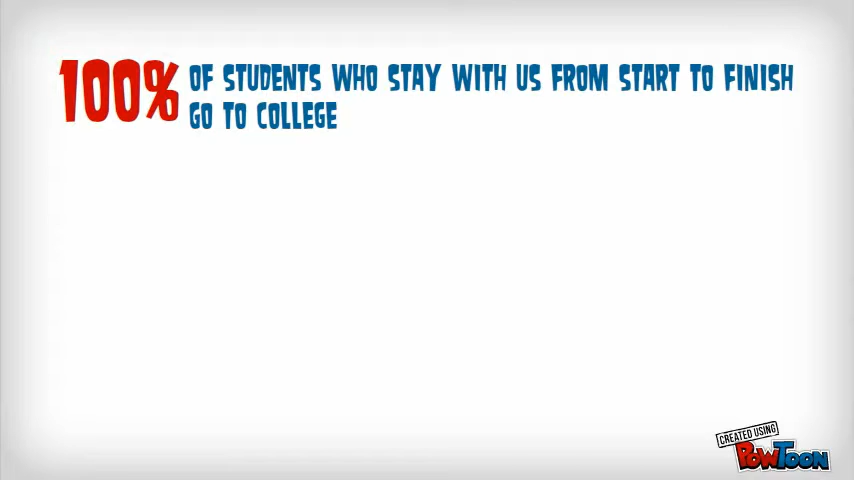 100% OF STUDENTS WHO STAY WITH US FROM START TO FINISH
GO TO COLLEGE
CREATED USING
POWTOON